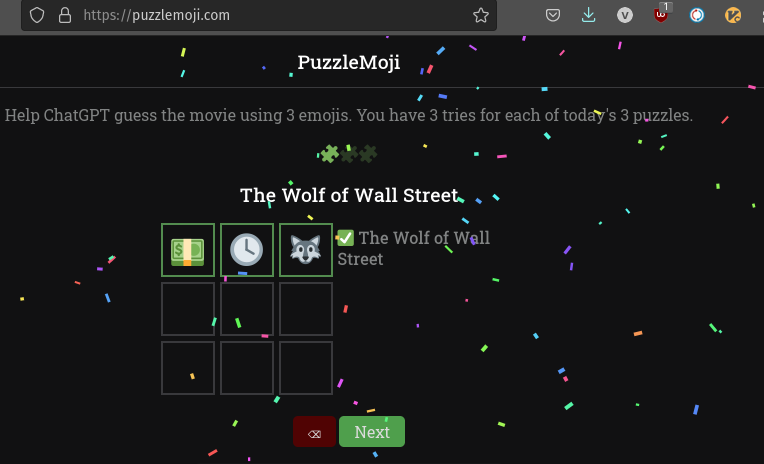 https://puzzlemoji.com
1
PuzzleMoji
Help ChatGPT guess the movie using 3 emojis. You have 3 tries for each of today's 3 puzzles.
The Wolf of Wall Street
The Wolf of Wall
Street
Next